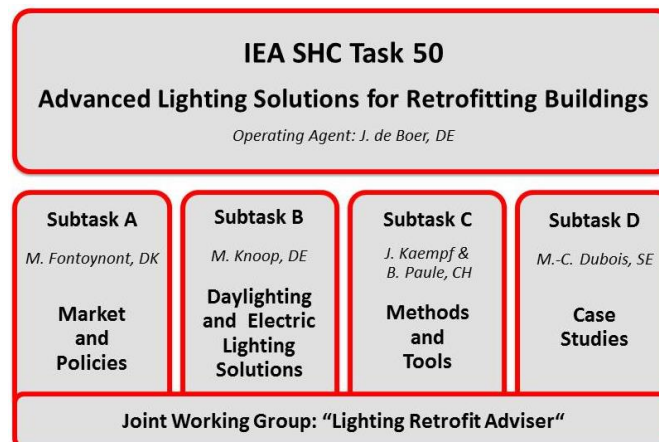 IEA SHC Task 50
Advanced Lighting Solutions for Retrofitting Buildings
Operating Agent: J. de Boer, DE
Subtask A
M. Fontoynont, DK
Market
and
Policies
Subtask B
M. Knoop, DE
Daylighting
and Electric
Lighting
Solutions
Subtask C
J. Kaempf &
B. Paule, CH
Methods
and
Tools
Subtask D
M.-C. Dubois, SE
Case
Studies
Joint Working Group: “Lighting Retrofit Adviser“